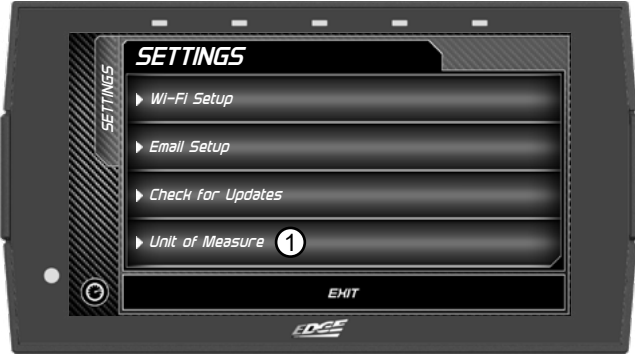 SETTINGS
SETTINGS
Wi-Fi Setup
Email Setup
Check for Updates
Unit of Measure 1
EXIT
EDGE